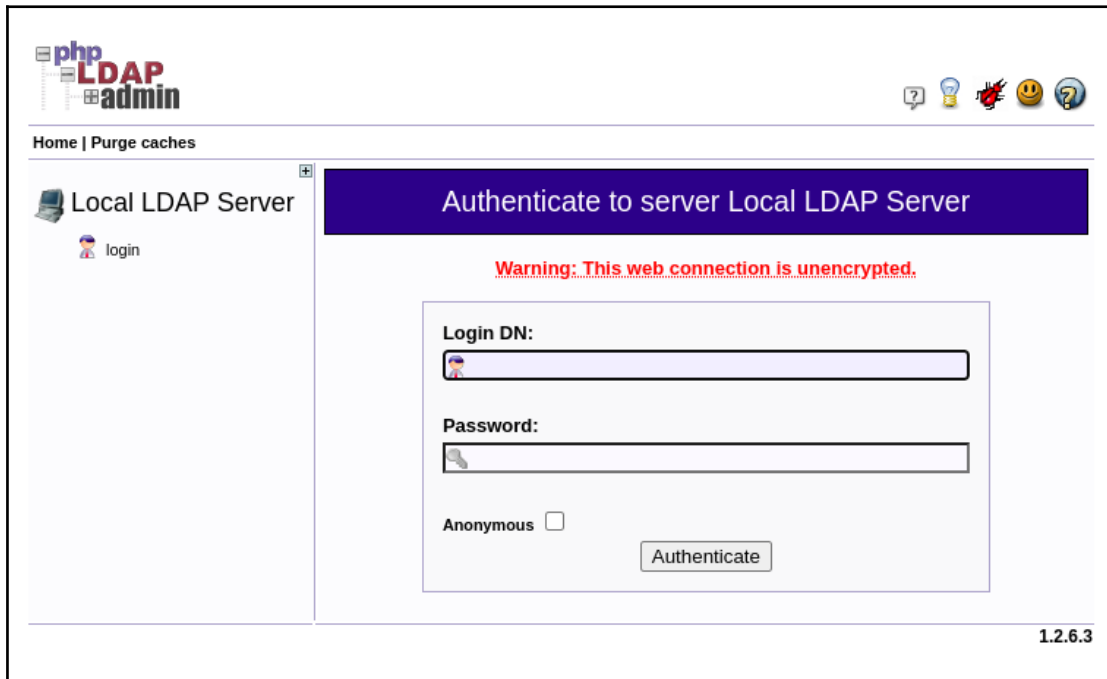 php
LDAP
admin
Home | Purge caches
Local LDAP Server
login
Authenticate to server Local LDAP Server
Warning: This web connection is unencrypted.
Login DN:
Password:
Anonymous
Authenticate
1.2.6.3